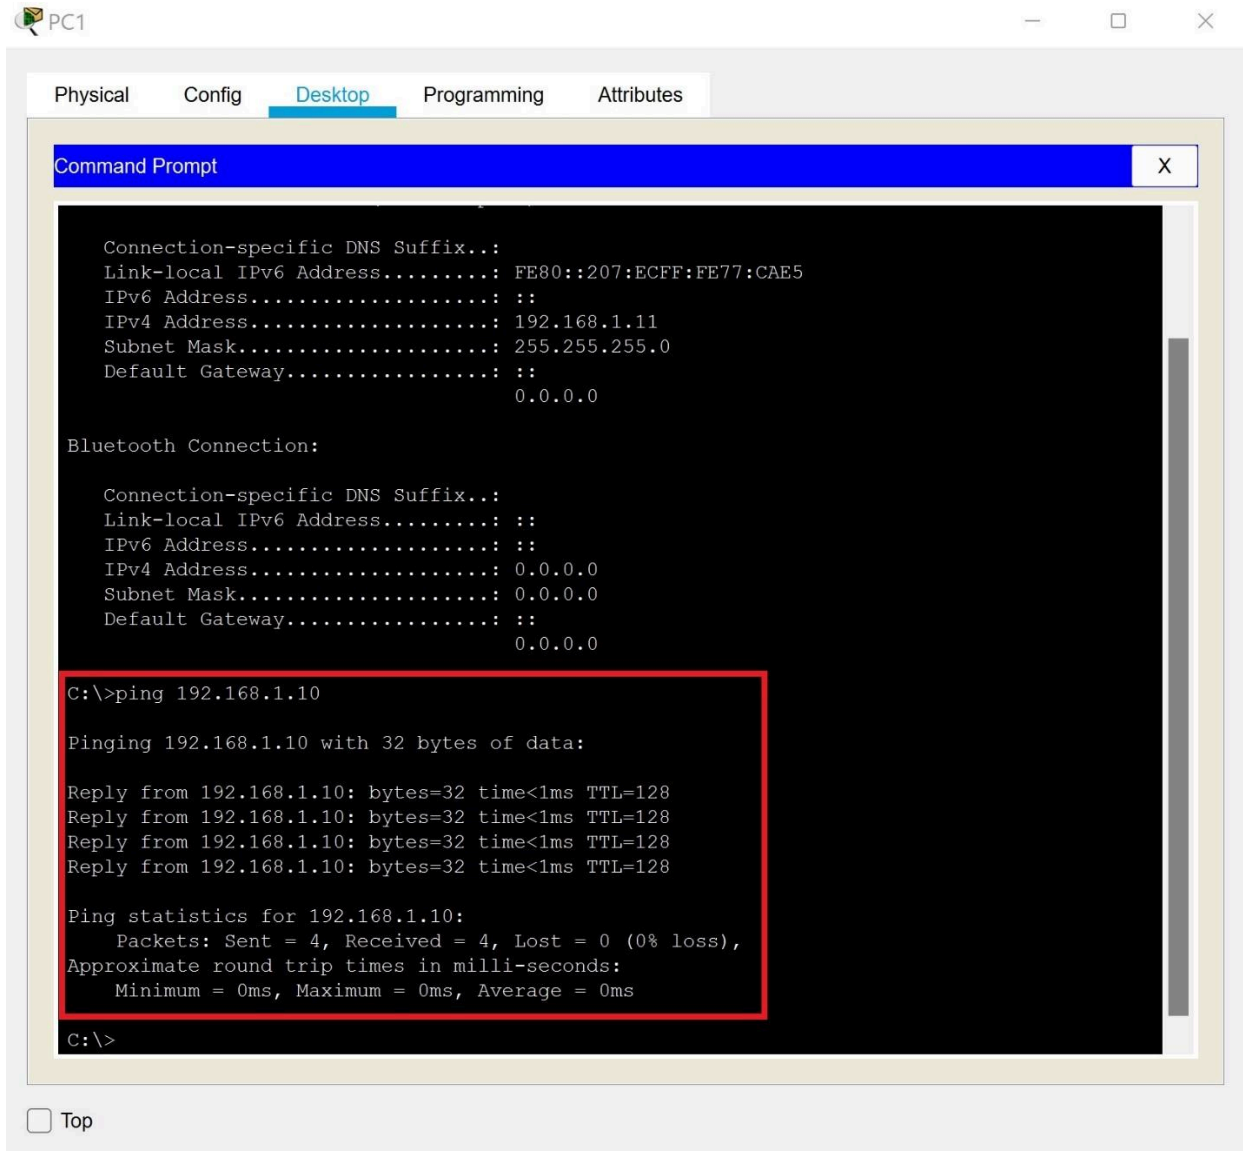 PC1
Physical Config Desktop Programming Attributes
Command Prompt X
Connection-specific DNS Suffix..:
Link-local IPv6 Address.........: FE80::207:ECFF:FE77:CAE5
IPv6 Address....................: ::
IPv4 Address....................: 192.168.1.11
Subnet Mask.....................: 255.255.255.0
Default Gateway.................: ::
0.0.0.0
Bluetooth Connection:
Connection-specific DNS Suffix..:
Link-local IPv6 Address.........: ::
IPv6 Address....................: ::
IPv4 Address....................: 0.0.0.0
Subnet Mask.....................: 0.0.0.0
Default Gateway.................: ::
0.0.0.0
C:\>ping 192.168.1.10
Pinging 192.168.1.10 with 32 bytes of data:
Reply from 192.168.1.10: bytes=32 time<1ms TTL=128
Reply from 192.168.1.10: bytes=32 time<1ms TTL=128
Reply from 192.168.1.10: bytes=32 time<1ms TTL=128
Reply from 192.168.1.10: bytes=32 time<1ms TTL=128
Ping statistics for 192.168.1.10:
Packets: Sent = 4, Received = 4, Lost = 0 (0% loss),
Approximate round trip times in milli-seconds:
Minimum = 0ms, Maximum = 0ms, Average = 0ms
C:\>
Top